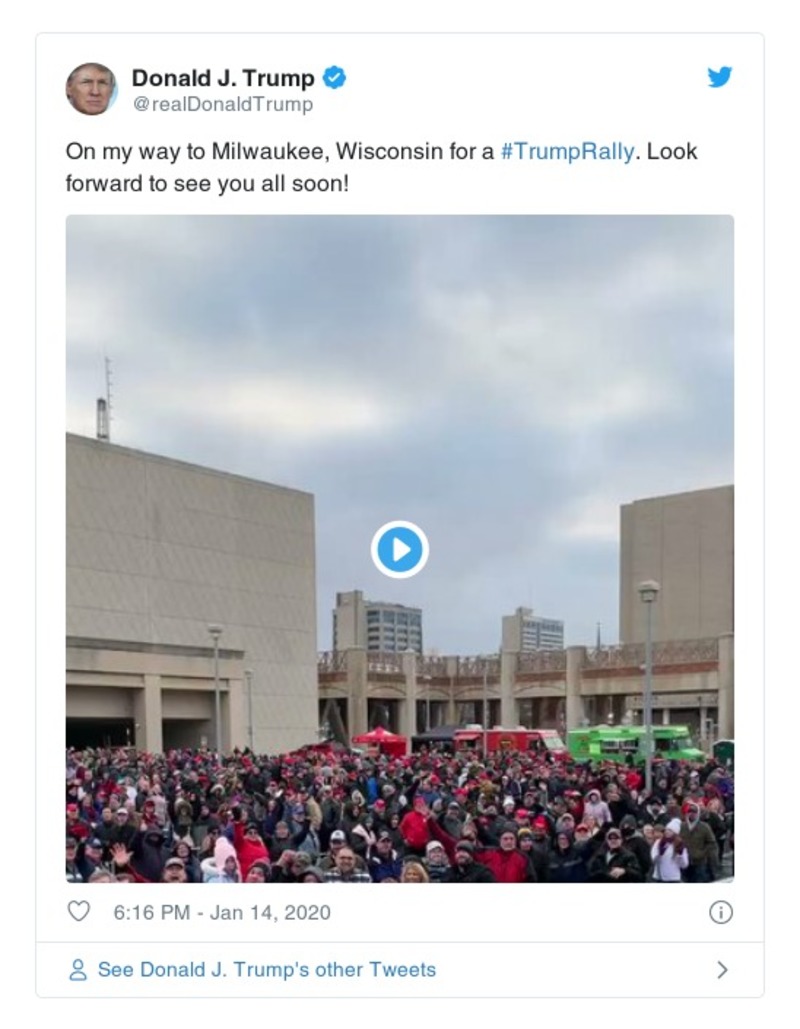 Donald J. Trump
@realDonaldTrump
On my way to Milwaukee, Wisconsin for a #TrumpRally. Look
forward to see you all soon!
6:16 PM - Jan 14, 2020
See Donald J. Trump's other Tweets